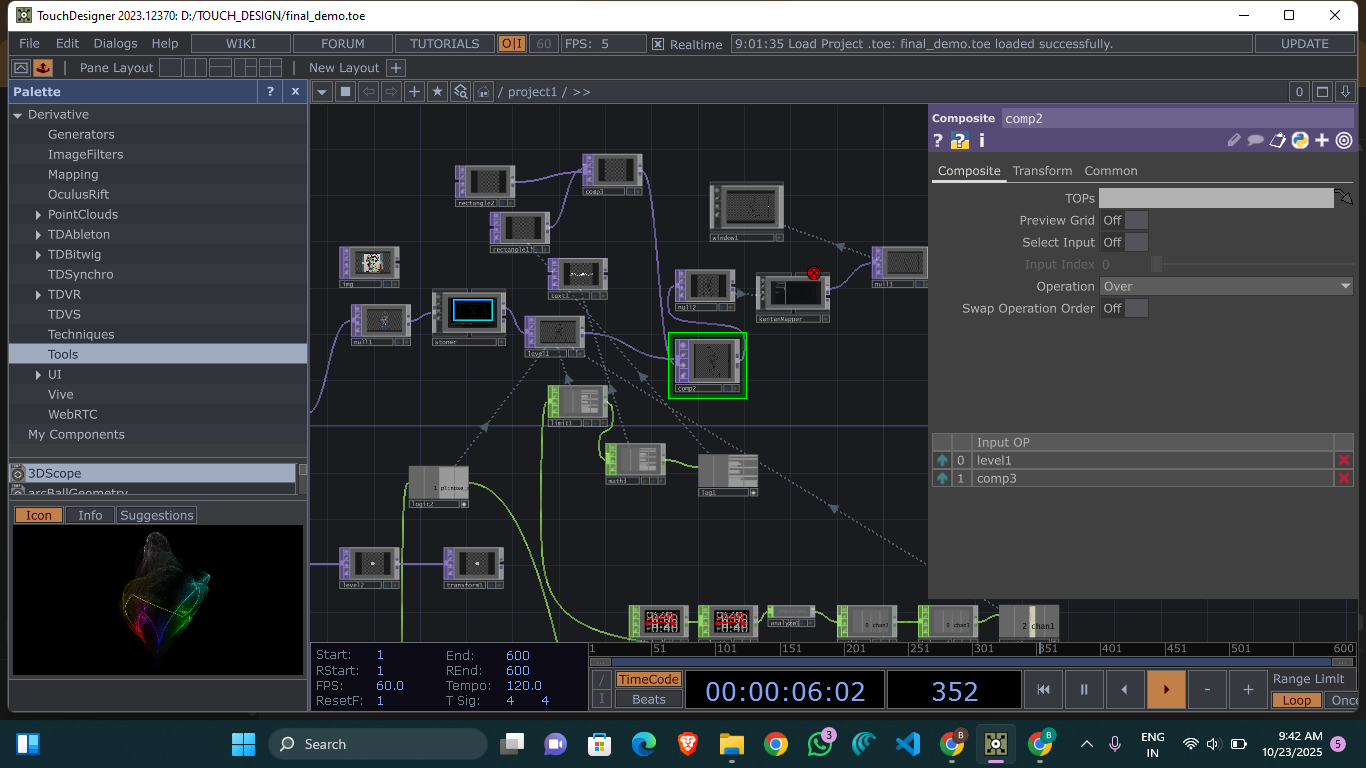 TouchDesigner 2023.12370: D:/TOUCH_DESIGN/final_demo.toe
File Edit Dialogs Help WIKI FORUM TUTORIALS O|I 60 FPS: 5 Realtime 9:01:35 Load Project .toe: final_demo.toe loaded successfully. UPDATE
Pane Layout New Layout +
Palette ? x
/ project1 / >> 0
Derivative
Generators
ImageFilters
Mapping
OculusRift
PointClouds
TDAbleton
TDBitwig
TDSynchro
TDVR
TDVS
Techniques
Tools
UI
Vive
WebRTC
My Components
3DScope
arcBallGeometry
Icon Info Suggestions
rectangle2
comp3
rectangle1
window1
img
text1
null3
null1
stoner
level1
null2
kantanMapper
comp2
limit1
math1
lag1
logic2
level2
transform1
analyze1
0 chan1
0 chan1
2 chan1
Composite comp2
? ? i
Composite Transform Common
TOPs
Preview Grid Off
Select Input Off
Input Index 0
Operation Over
Swap Operation Order Off
Input OP
0 level1
1 comp3
Start: 1 End: 600
RStart: 1 REnd: 600
FPS: 60.0 Tempo: 120.0
ResetF: 1 T Sig: 4 4
1 51 101 151 201 251 301 351 401 451 501 600
TimeCode
Beats
00:00:06:02
352
- +
Range Limit
Loop Once
Search
3
B
B
ENG
IN
9:42 AM
10/23/2025
5